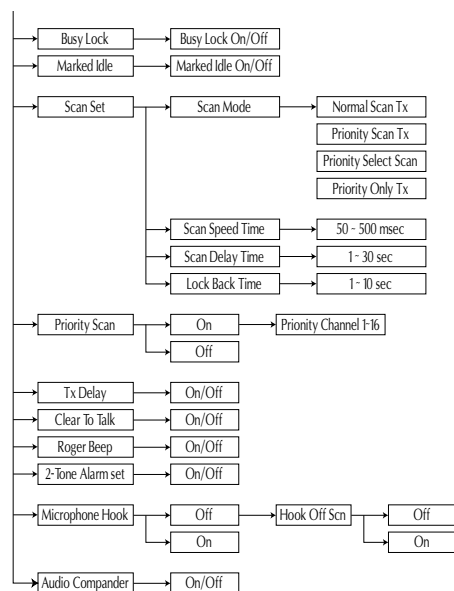 Busy Lock Busy Lock On/Off
Marked Idle Marked Idle On/Off
Scan Set Scan Mode Normal Scan Tx
Priority Scan Tx
Priority Select Scan
Priority Only Tx
Scan Speed Time 50 - 500 msec
Scan Delay Time 1 - 30 sec
Lock Back Time 1 - 10 sec
Priority Scan On Priority Channel 1-16
Off
Tx Delay On/Off
Clear To Talk On/Off
Roger Beep On/Off
2-Tone Alarm set On/Off
Microphone Hook Off Hook Off Scn Off
On On
Audio Compander On/Off